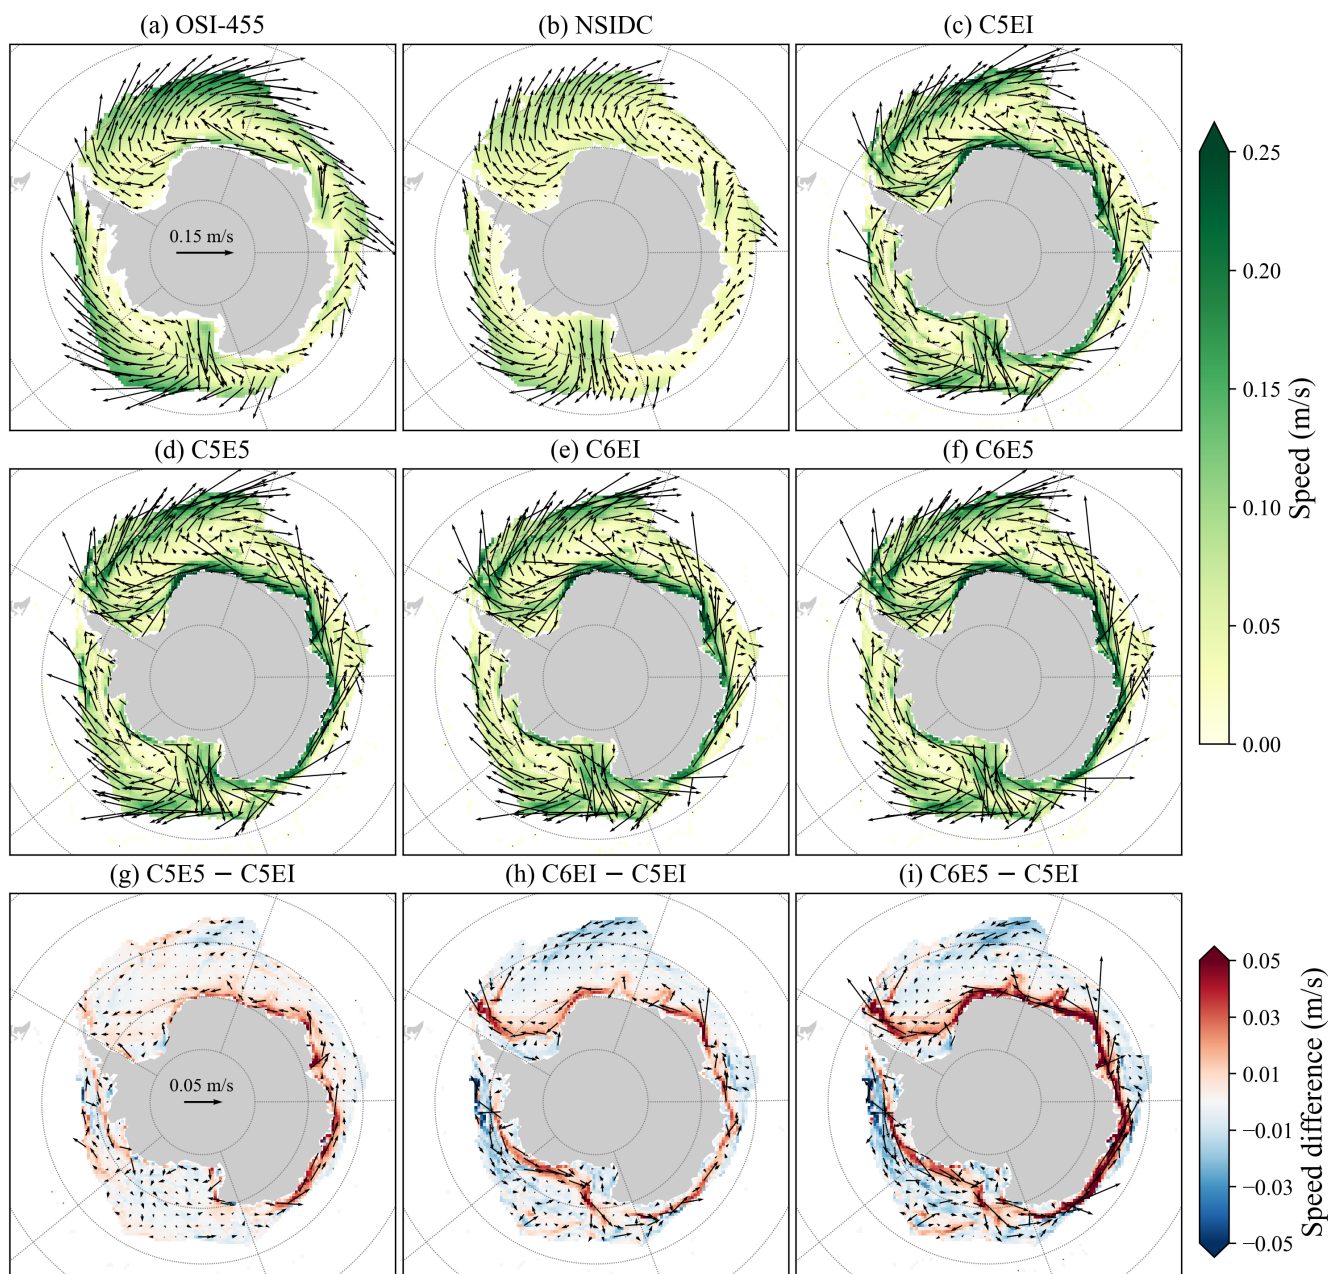 (a) OSI-455
(b) NSIDC
(c) C5EI
0.15 m/s
(d) C5E5
(e) C6EI
(f) C6E5
0.25
0.20
0.15
0.10
0.05
0.00
Speed (m/s)
(g) C5E5 − C5EI
(h) C6EI − C5EI
(i) C6E5 − C5EI
0.05 m/s
0.05
0.03
0.01
−0.01
−0.03
−0.05
Speed difference (m/s)